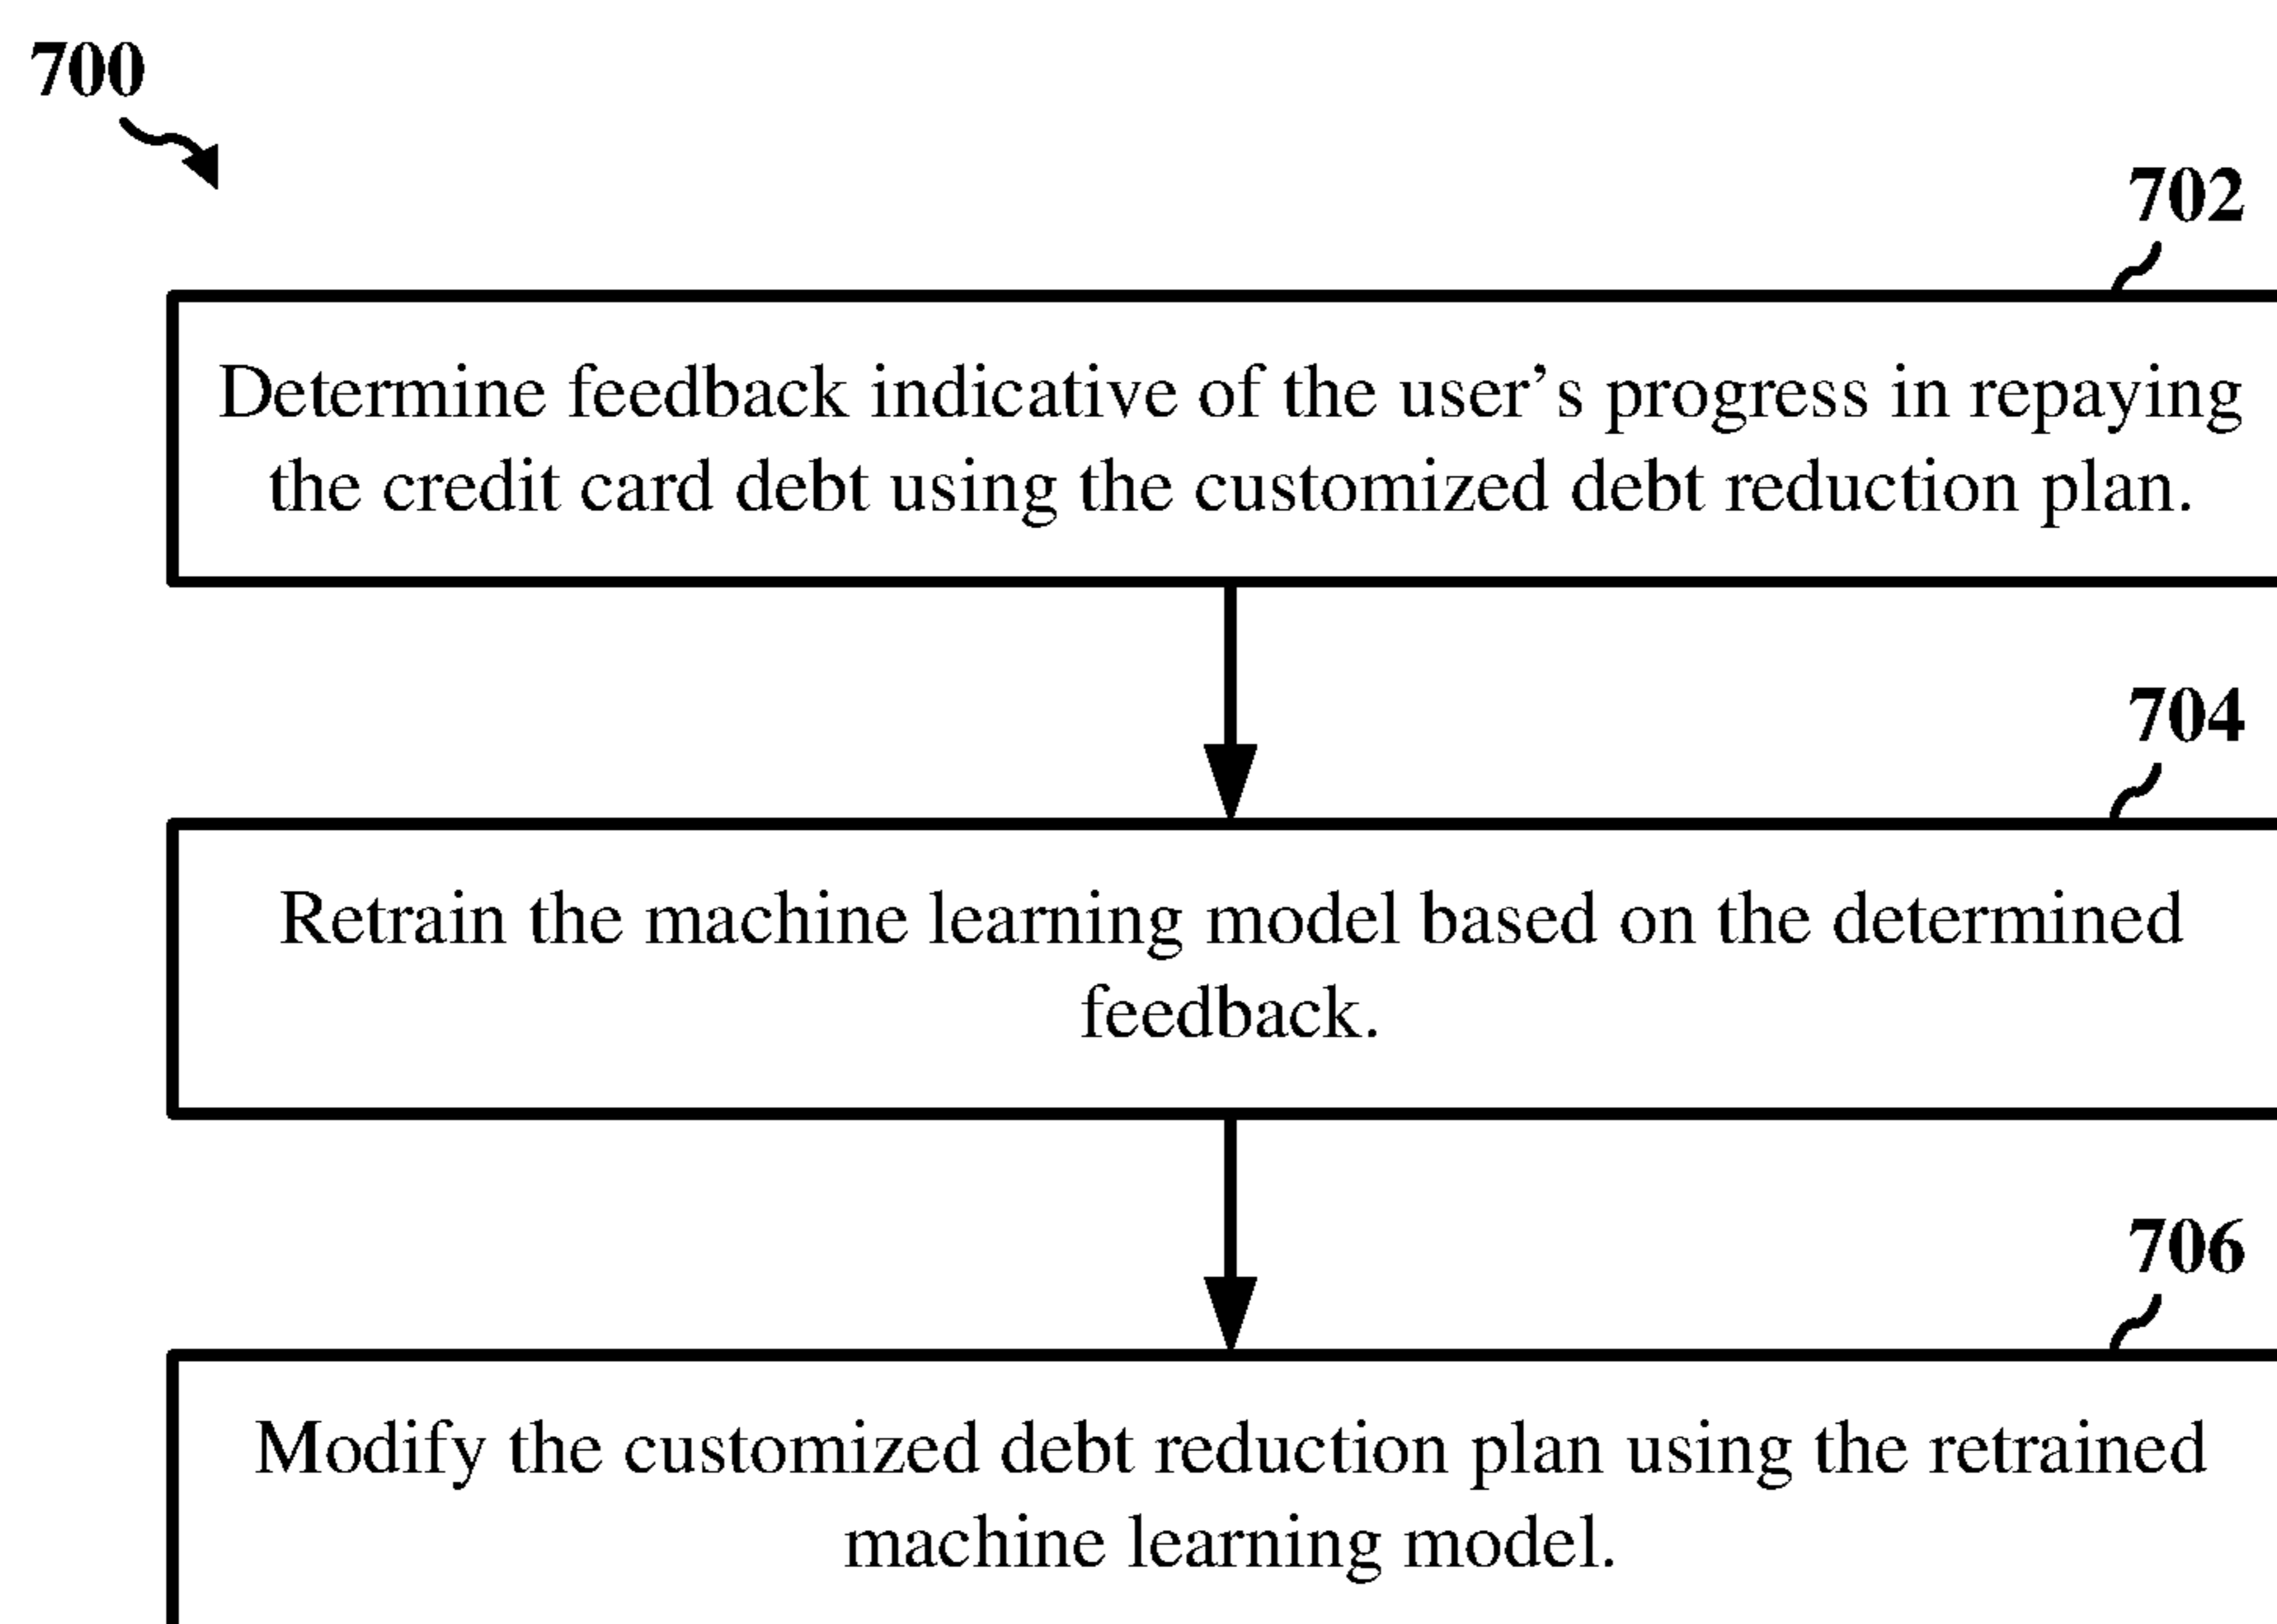 700
702
Determine feedback indicative of the user’s progress in repaying
the credit card debt using the customized debt reduction plan.
704
Retrain the machine learning model based on the determined
feedback.
706
Modify the customized debt reduction plan using the retrained
machine learning model.